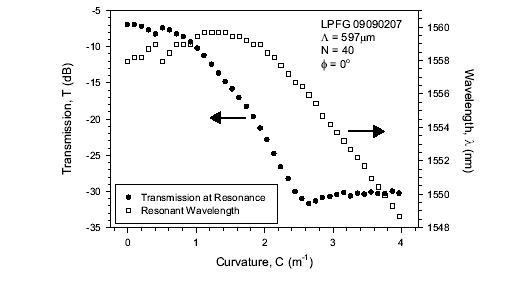 LPFG 09090207
Λ = 597μm
N = 40
ϕ = 0°
-5
-10
-15
-20
-25
-30
-35
Transmission, T (dB)
1560
1558
1556
1554
1552
1550
1548
Wavelength, λ (nm)
Transmission at Resonance
Resonant Wavelength
0 1 2 3 4
Curvature, C (m⁻¹)